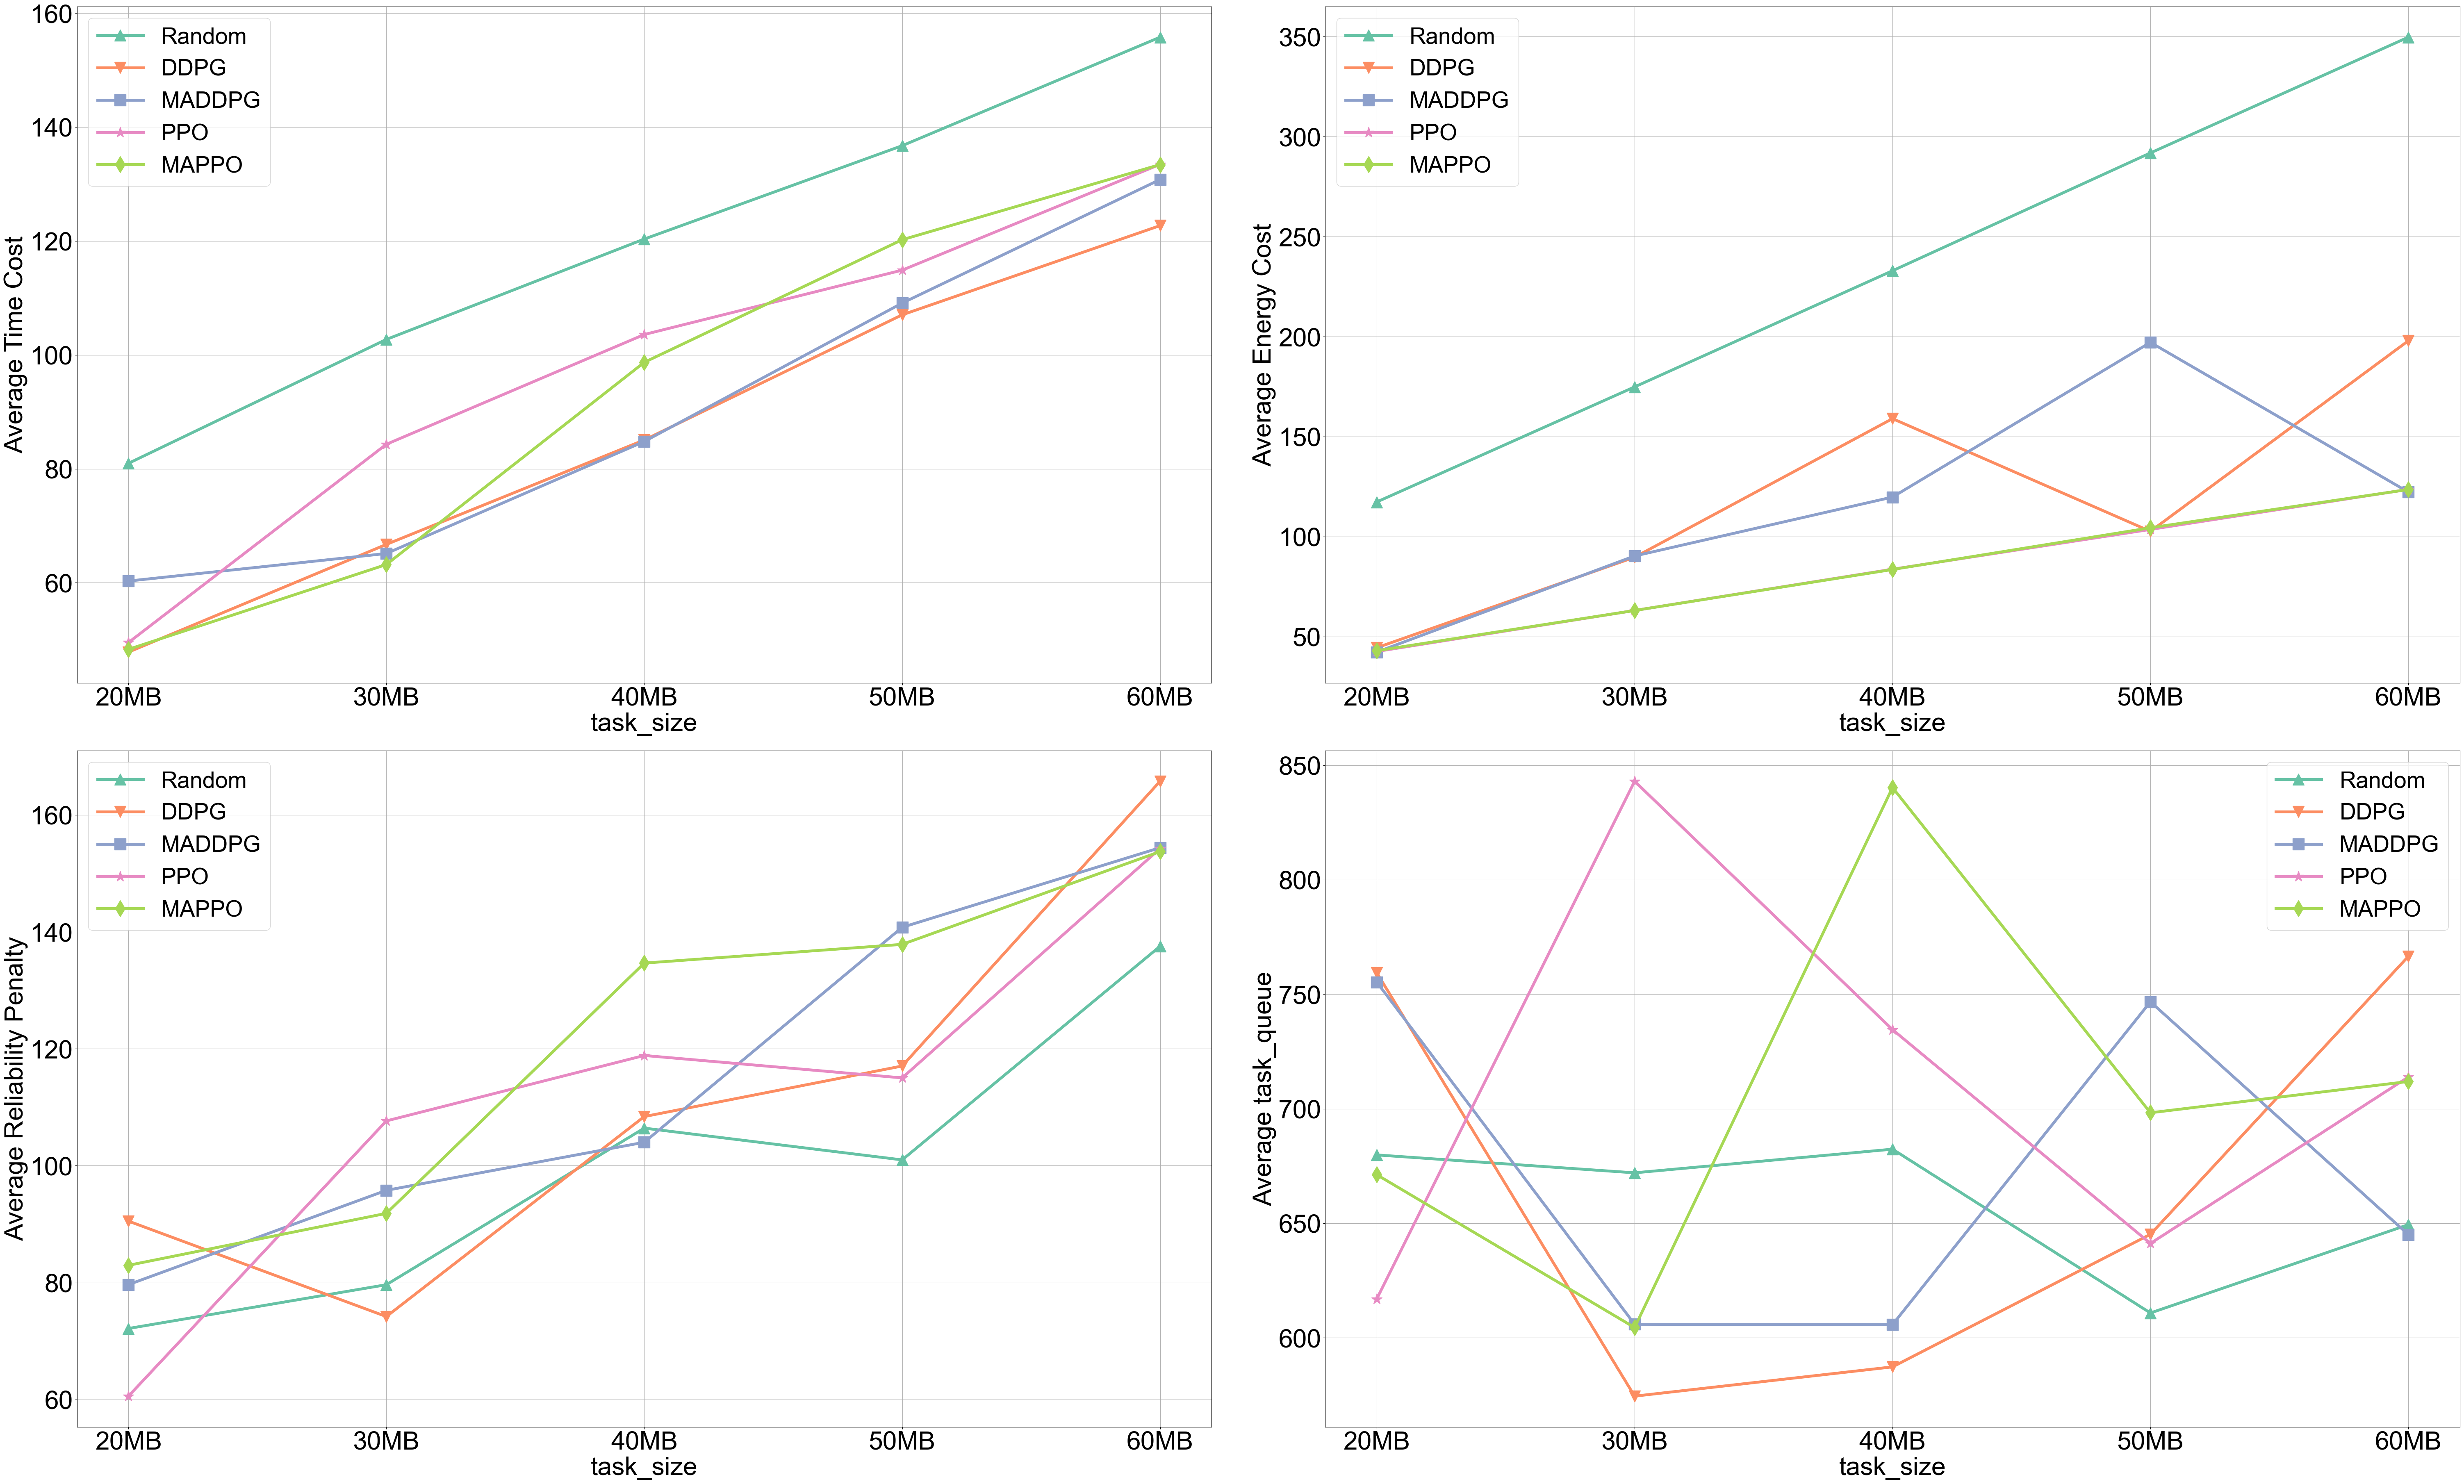 160
140
120
100
80
60
Average Time Cost
Random
DDPG
MADDPG
PPO
MAPPO
20MB 30MB 40MB 50MB 60MB
task_size
350
300
250
200
150
100
50
Average Energy Cost
Random
DDPG
MADDPG
PPO
MAPPO
20MB 30MB 40MB 50MB 60MB
task_size
160
140
120
100
80
60
Average Reliability Penalty
Random
DDPG
MADDPG
PPO
MAPPO
20MB 30MB 40MB 50MB 60MB
task_size
850
800
750
700
650
600
Average task_queue
Random
DDPG
MADDPG
PPO
MAPPO
20MB 30MB 40MB 50MB 60MB
task_size